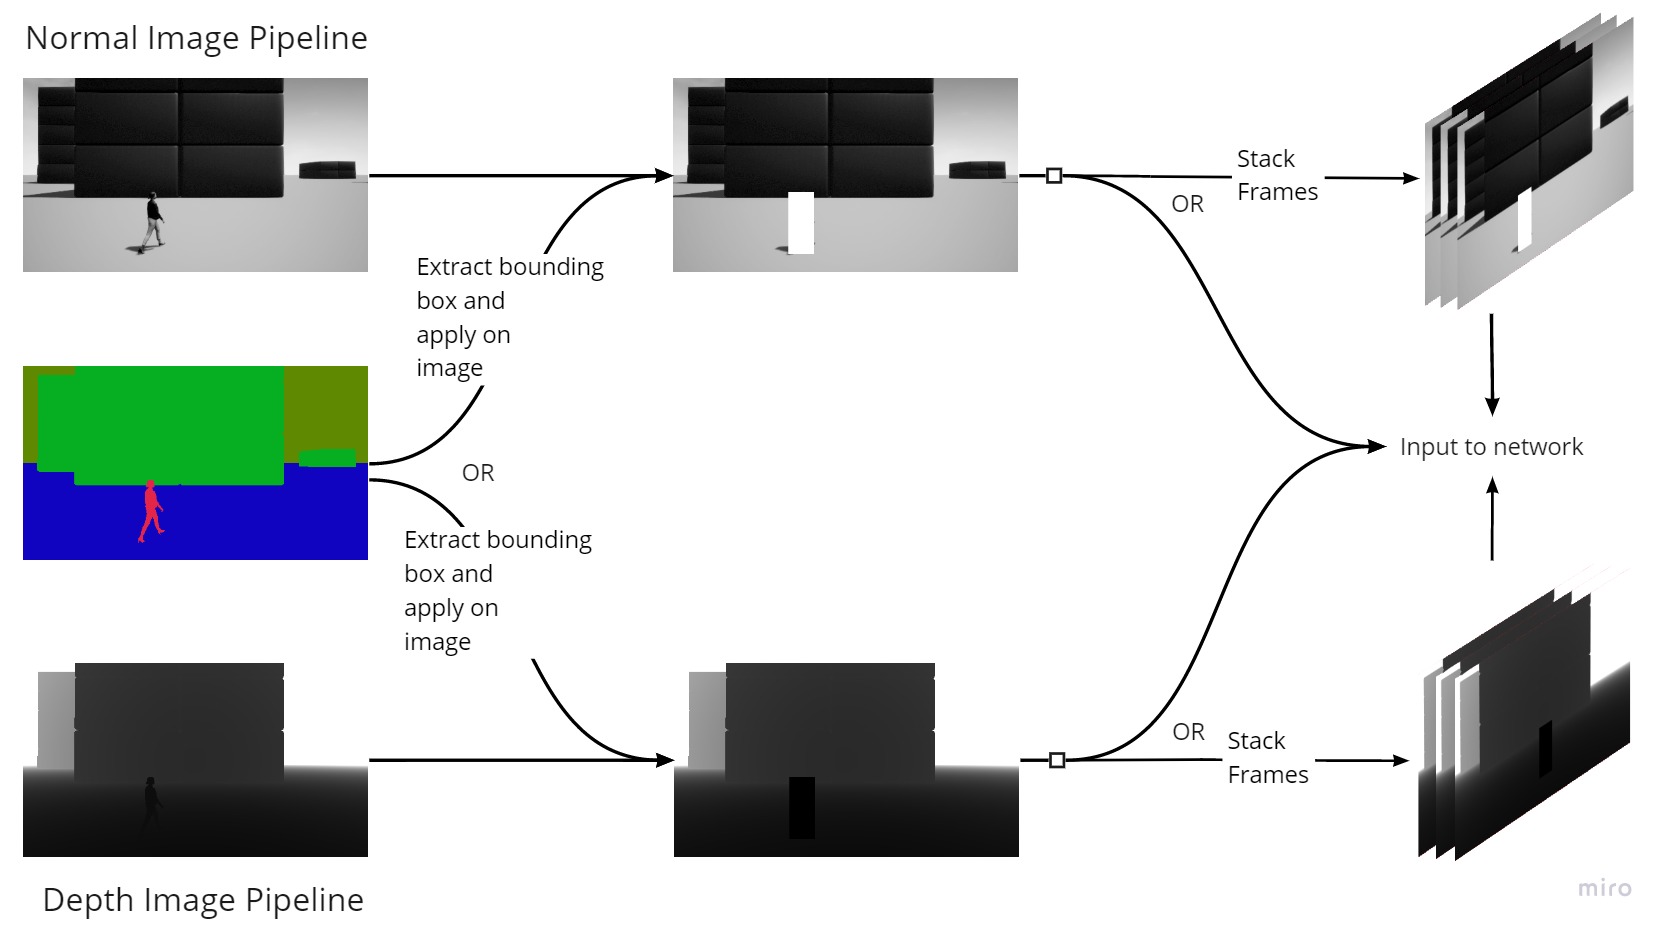 Normal Image Pipeline
Stack
Frames
OR
Extract bounding
box and
apply on
image
Input to network
OR
Extract bounding
box and
apply on
image
OR
Stack
Frames
Depth Image Pipeline
miro